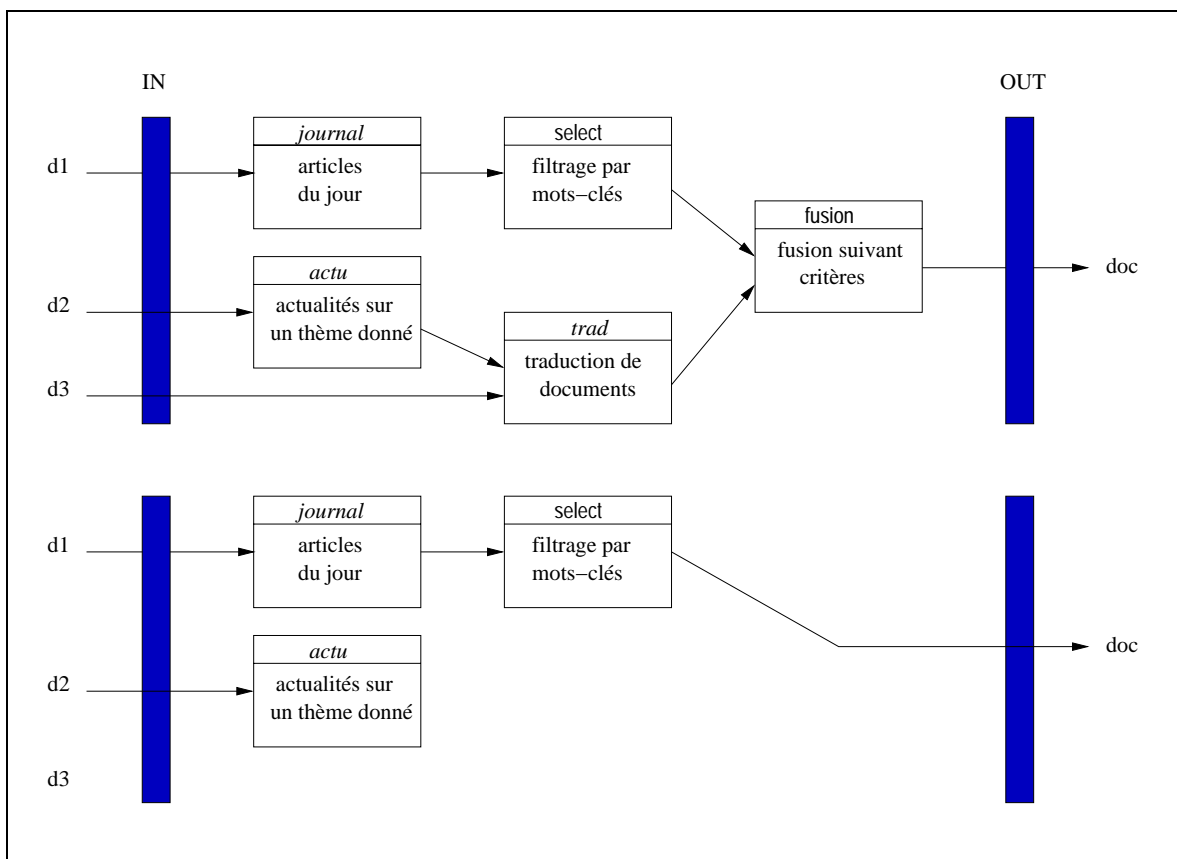 IN
OUT
d1
journal
articles
du jour
select
filtrage par
mots−clés
fusion
fusion suivant
critères
doc
d2
actu
actualités sur
un thème donné
trad
traduction de
documents
d3
d1
journal
articles
du jour
select
filtrage par
mots−clés
doc
d2
actu
actualités sur
un thème donné
d3